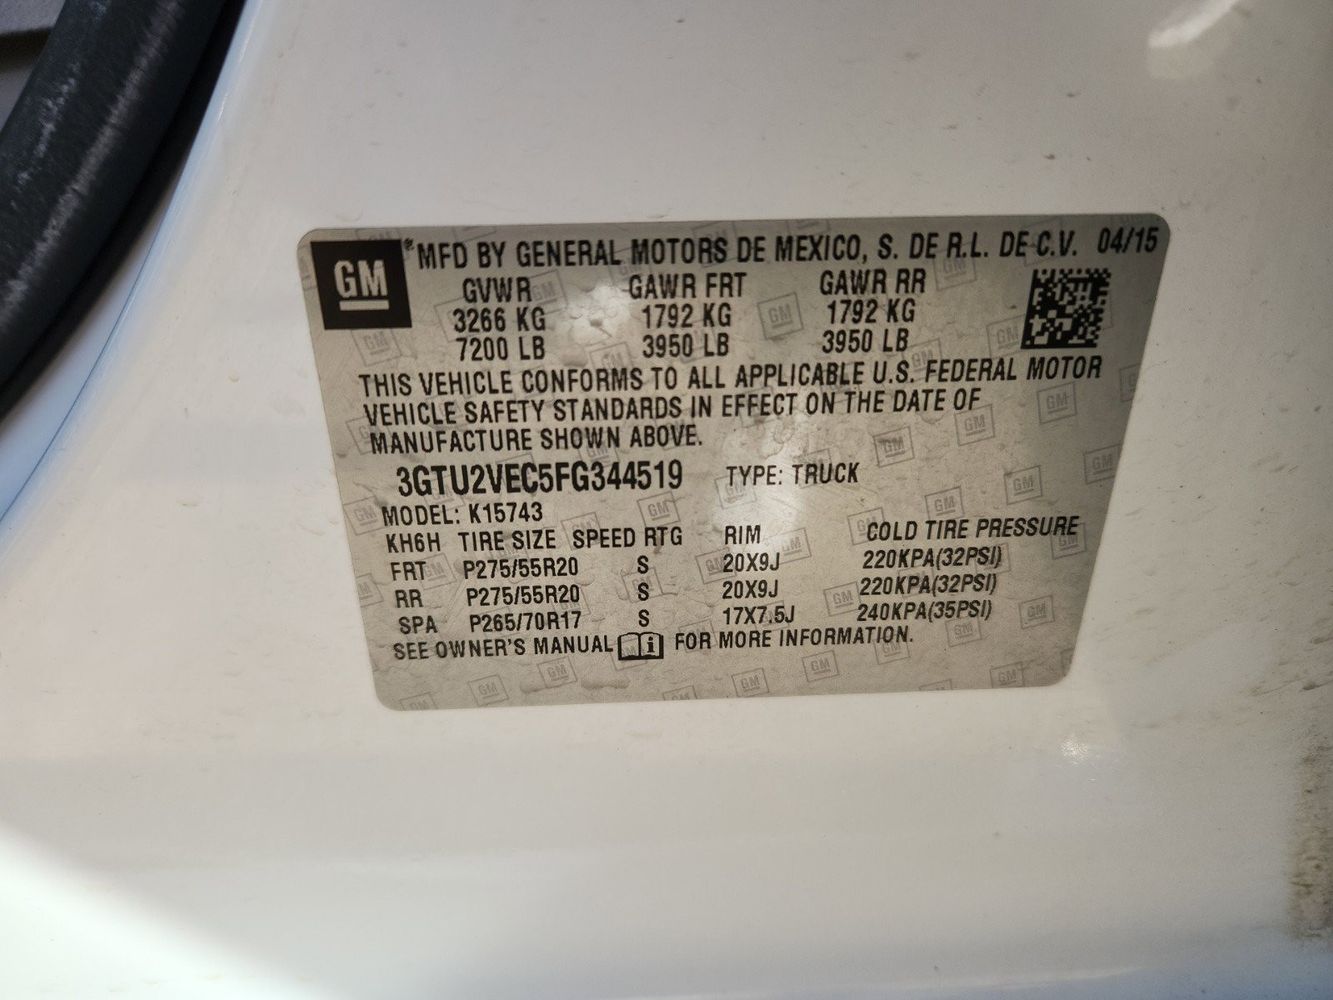 GM® MFD BY GENERAL MOTORS DE MEXICO, S. DE R.L. DE C.V. 04/15
GVWR GAWR FRT GAWR RR
3266 KG 1792 KG 1792 KG
7200 LB 3950 LB 3950 LB
THIS VEHICLE CONFORMS TO ALL APPLICABLE U.S. FEDERAL MOTOR
VEHICLE SAFETY STANDARDS IN EFFECT ON THE DATE OF
MANUFACTURE SHOWN ABOVE.
3GTU2VEC5FG344519 TYPE: TRUCK
MODEL: K15743
KH6H TIRE SIZE SPEED RTG RIM COLD TIRE PRESSURE
FRT P275/55R20 S 20X9J 220KPA(32PSI)
RR P275/55R20 S 20X9J 220KPA(32PSI)
SPA P265/70R17 S 17X7.5J 240KPA(35PSI)
SEE OWNER'S MANUAL i FOR MORE INFORMATION.